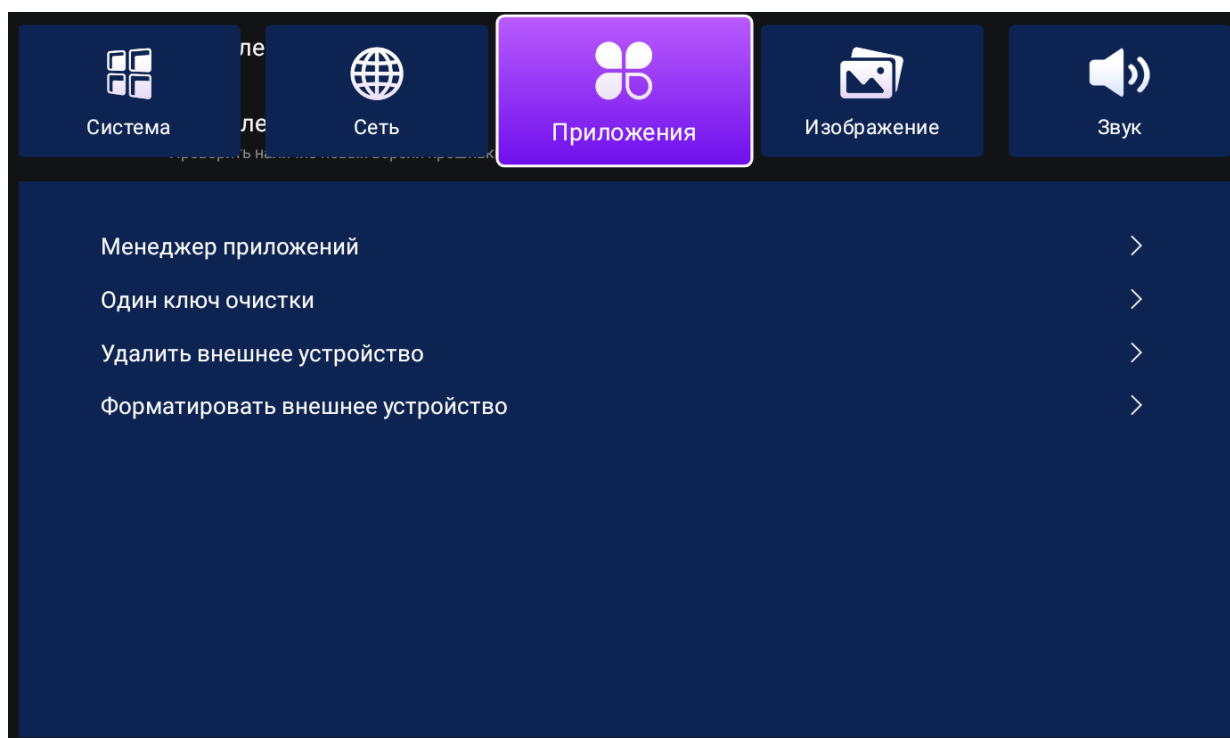 Система
Сеть
Приложения
Изображение
Звук
Менеджер приложений
Один ключ очистки
Удалить внешнее устройство
Форматировать внешнее устройство